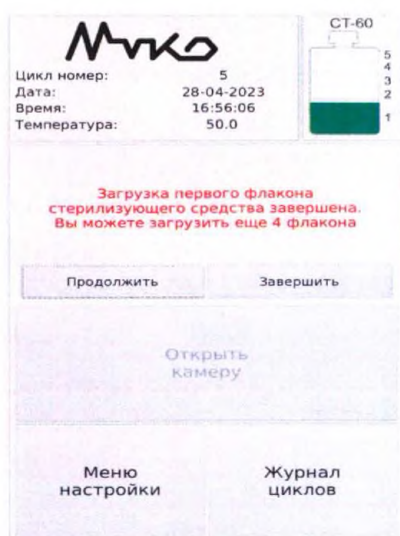 МИКО
СТ-60
Цикл номер: 5
Дата: 28-04-2023
Время: 16:56:06
Температура: 50.0
5
4
3
2
1
Загрузка первого флакона
стерилизующего средства завершена.
Вы можете загрузить еще 4 флакона
Продолжить Завершить
Открыть
камеру
Меню
настройки
Журнал
циклов